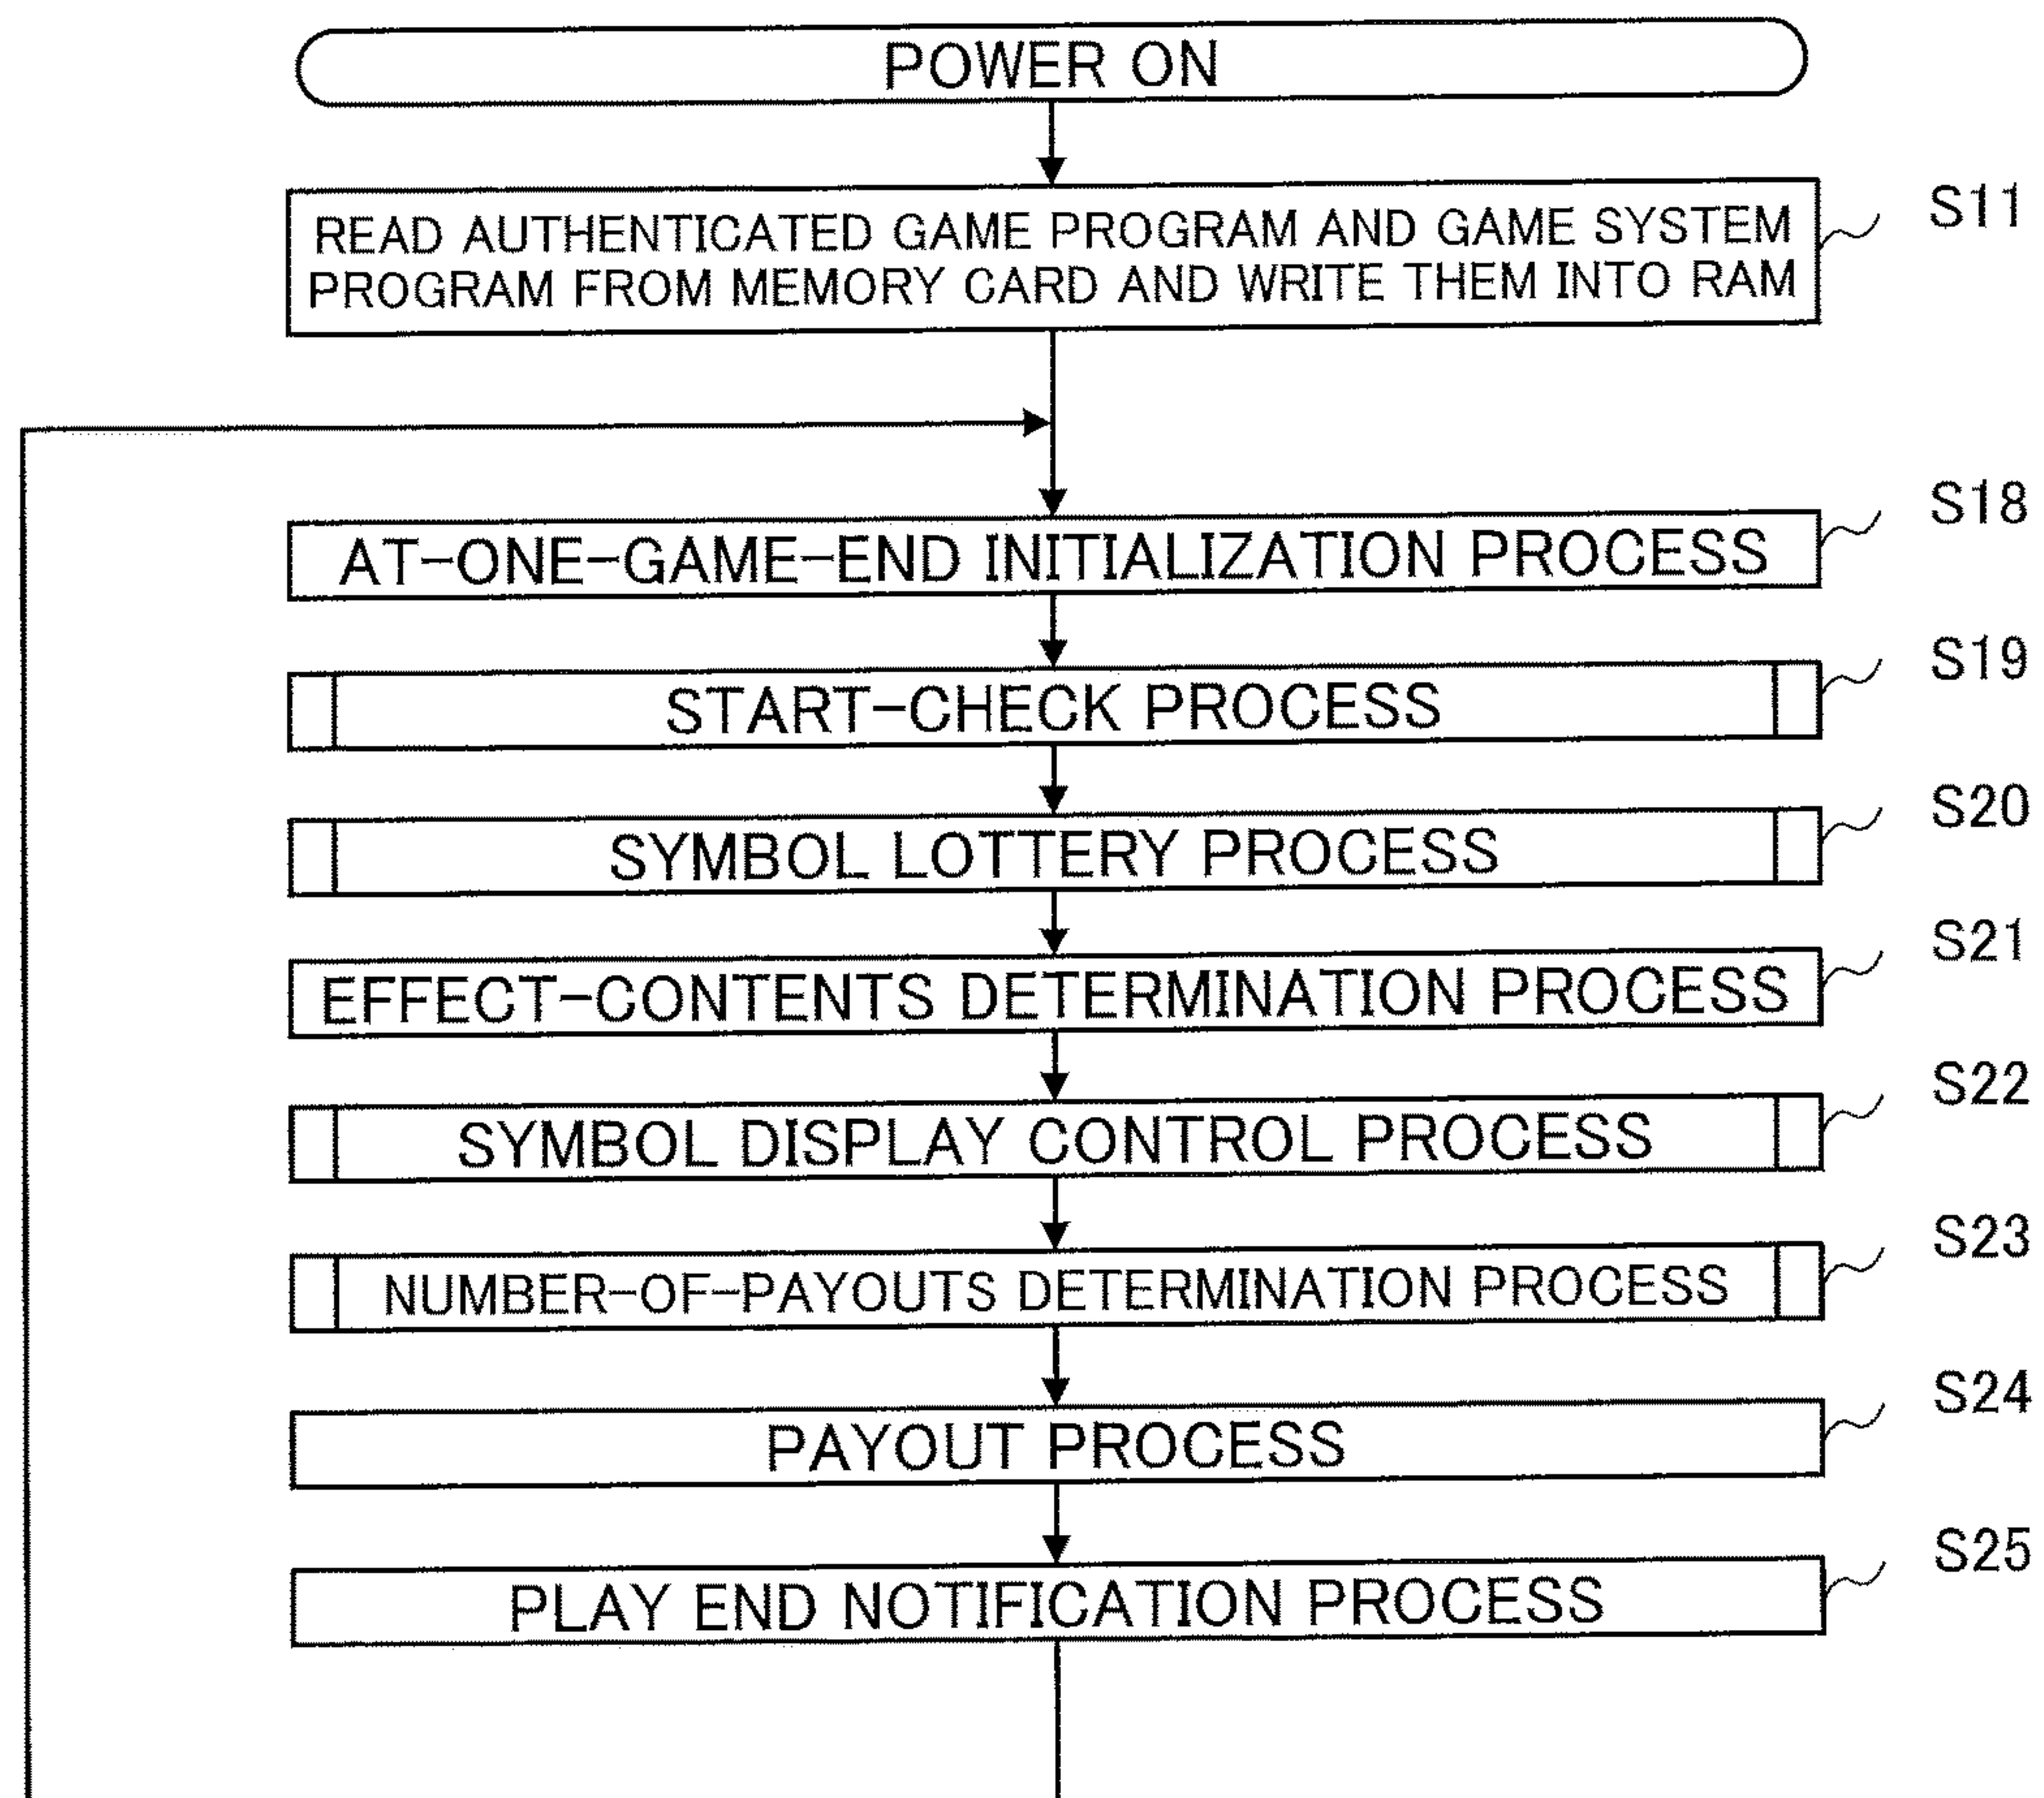 POWER ON
READ AUTHENTICATED GAME PROGRAM AND GAME SYSTEM
PROGRAM FROM MEMORY CARD AND WRITE THEM INTO RAM
S11
AT-ONE-GAME-END INITIALIZATION PROCESS
S18
START-CHECK PROCESS
S19
SYMBOL LOTTERY PROCESS
S20
EFFECT-CONTENTS DETERMINATION PROCESS
S21
SYMBOL DISPLAY CONTROL PROCESS
S22
NUMBER-OF-PAYOUTS DETERMINATION PROCESS
S23
PAYOUT PROCESS
S24
PLAY END NOTIFICATION PROCESS
S25